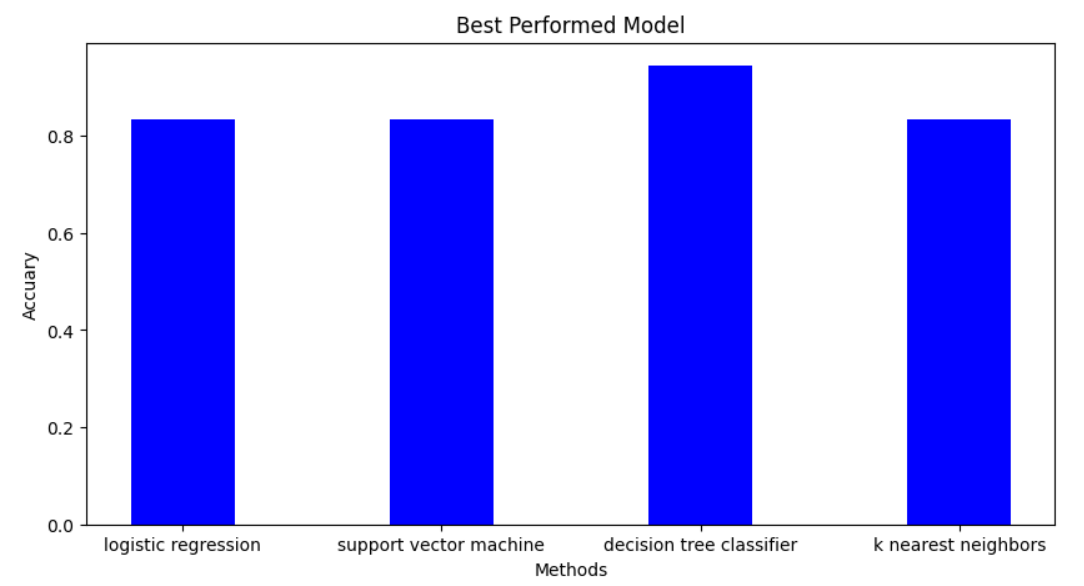 Best Performed Model
0.8
0.6
0.4
0.2
0.0
Accuary
logistic regression
support vector machine
decision tree classifier
k nearest neighbors
Methods